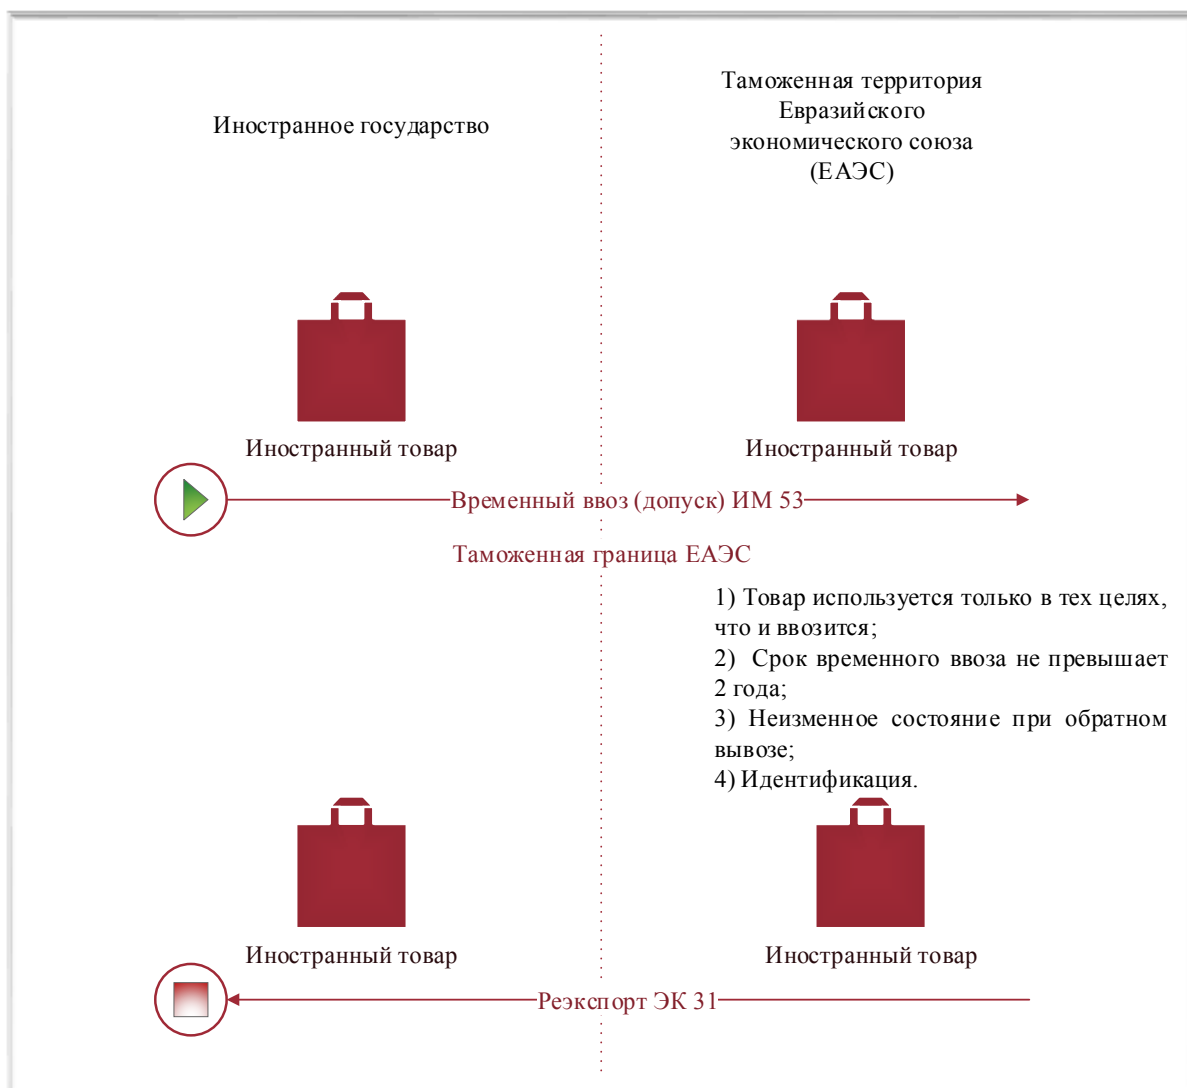 Иностранное государство
Таможенная территория
Евразийского
экономического союза
(ЕАЭС)
Иностранный товар
Иностранный товар
Временный ввоз (допуск) ИМ 53
Таможенная граница ЕАЭС
1) Товар используется только в тех целях,
что и ввозится;
2) Срок временного ввоза не превышает
2 года;
3) Неизменное состояние при обратном
вывозе;
4) Идентификация.
Иностранный товар
Иностранный товар
Реэкспорт ЭК 31